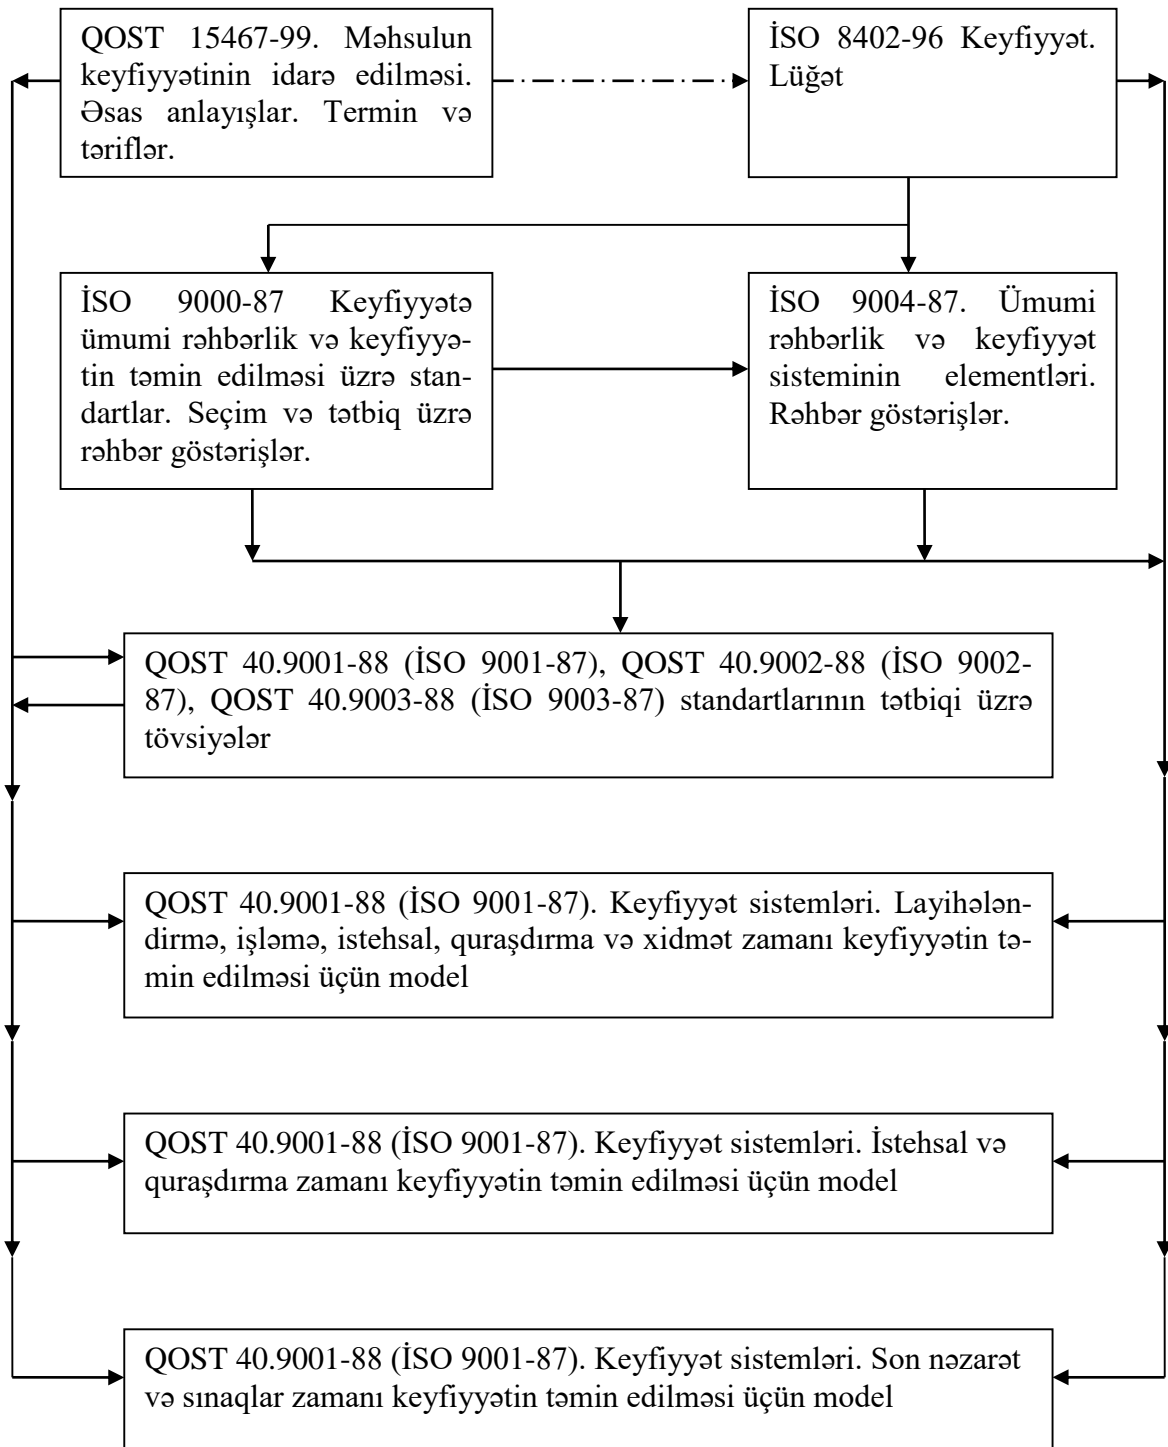 QOST 15467-99. Məhsulun
keyfiyyətinin idarə edilməsi.
Əsas anlayışlar. Termin və
təriflər.
İSO 8402-96 Keyfiyyət.
Lüğət
İSO 9000-87 Keyfiyyətə
ümumi rəhbərlik və keyfiyyə-
tin təmin edilməsi üzrə stan-
dartlar. Seçim və tətbiq üzrə
rəhbər göstərişlər.
İSO 9004-87. Ümumi
rəhbərlik və keyfiyyət
sisteminin elementləri.
Rəhbər göstərişlər.
QOST 40.9001-88 (İSO 9001-87), QOST 40.9002-88 (İSO 9002-
87), QOST 40.9003-88 (İSO 9003-87) standartlarının tətbiqi üzrə
tövsiyələr
QOST 40.9001-88 (İSO 9001-87). Keyfiyyət sistemləri. Layihələn-
dirmə, işləmə, istehsal, quraşdırma və xidmət zamanı keyfiyyətin tə-
min edilməsi üçün model
QOST 40.9001-88 (İSO 9001-87). Keyfiyyət sistemləri. İstehsal və
quraşdırma zamanı keyfiyyətin təmin edilməsi üçün model
QOST 40.9001-88 (İSO 9001-87). Keyfiyyət sistemləri. Son nəzarət
və sınaqlar zamanı keyfiyyətin təmin edilməsi üçün model